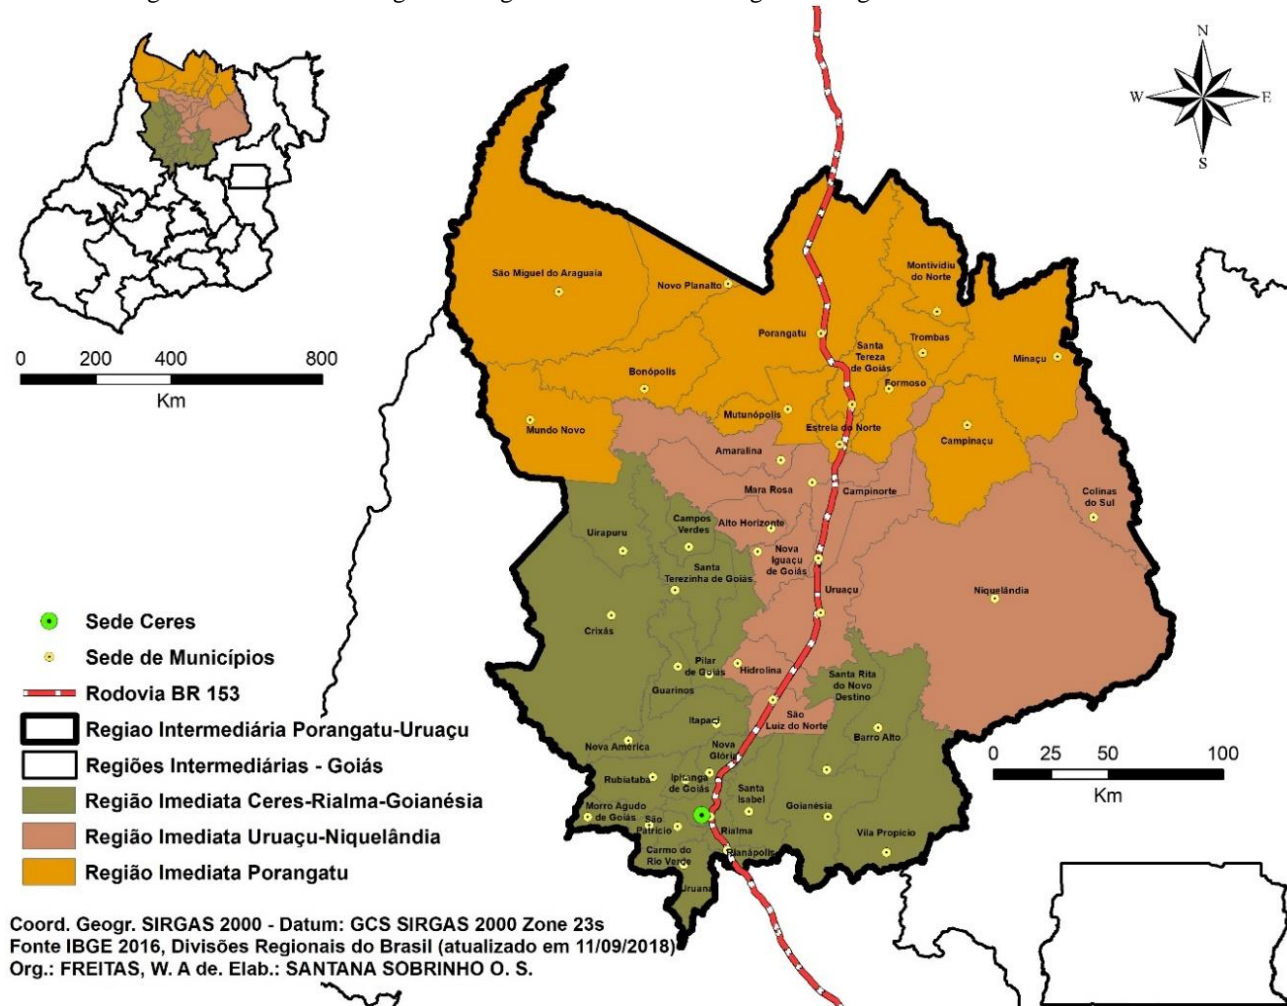 N
W
E
S
0 200 400 800
Km
São Miguel do Araguaia
Novo Planalto
Montividiu
do Norte
Porangatu
Trombas
Santa
Tereza
de Goiás
Minaçu
Formoso
Bonópolis
Mutunópolis
Mundo Novo
Estrela do Norte
Campinaçu
Amaralina
Mara Rosa
Campinorte
Colinas
do Sul
Alto Horizonte
Campos
Verdes
Uirapuru
Nova
Iguaçu
de Goiás
Santa
Terezinha de Goiás
Uruaçu
Niquelândia
Crixás
Pilar
de Goiás
Hidrolina
Santa Rita
do Novo
Destino
Guarinos
São
Luiz do Norte
Itapaci
Barro Alto
Nova América
Nova
Glória
Rubiataba
Ipiranga
de Goiás
Santa
Isabel
Goianésia
Morro Agudo
de Goiás
São
Patrício
Rialma
Vila Propício
Carmo do
Rio Verde
Rianápolis
Uruana
0 25 50 100
Km
Sede Ceres
Sede de Municípios
Rodovia BR 153
Regiao Intermediária Porangatu-Uruaçu
Regiões Intermediárias - Goiás
Região Imediata Ceres-Rialma-Goianésia
Região Imediata Uruaçu-Niquelândia
Região Imediata Porangatu
Coord. Geogr. SIRGAS 2000 - Datum: GCS SIRGAS 2000 Zone 23s
Fonte IBGE 2016, Divisões Regionais do Brasil (atualizado em 11/09/2018)
Org.: FREITAS, W. A de. Elab.: SANTANA SOBRINHO O. S.